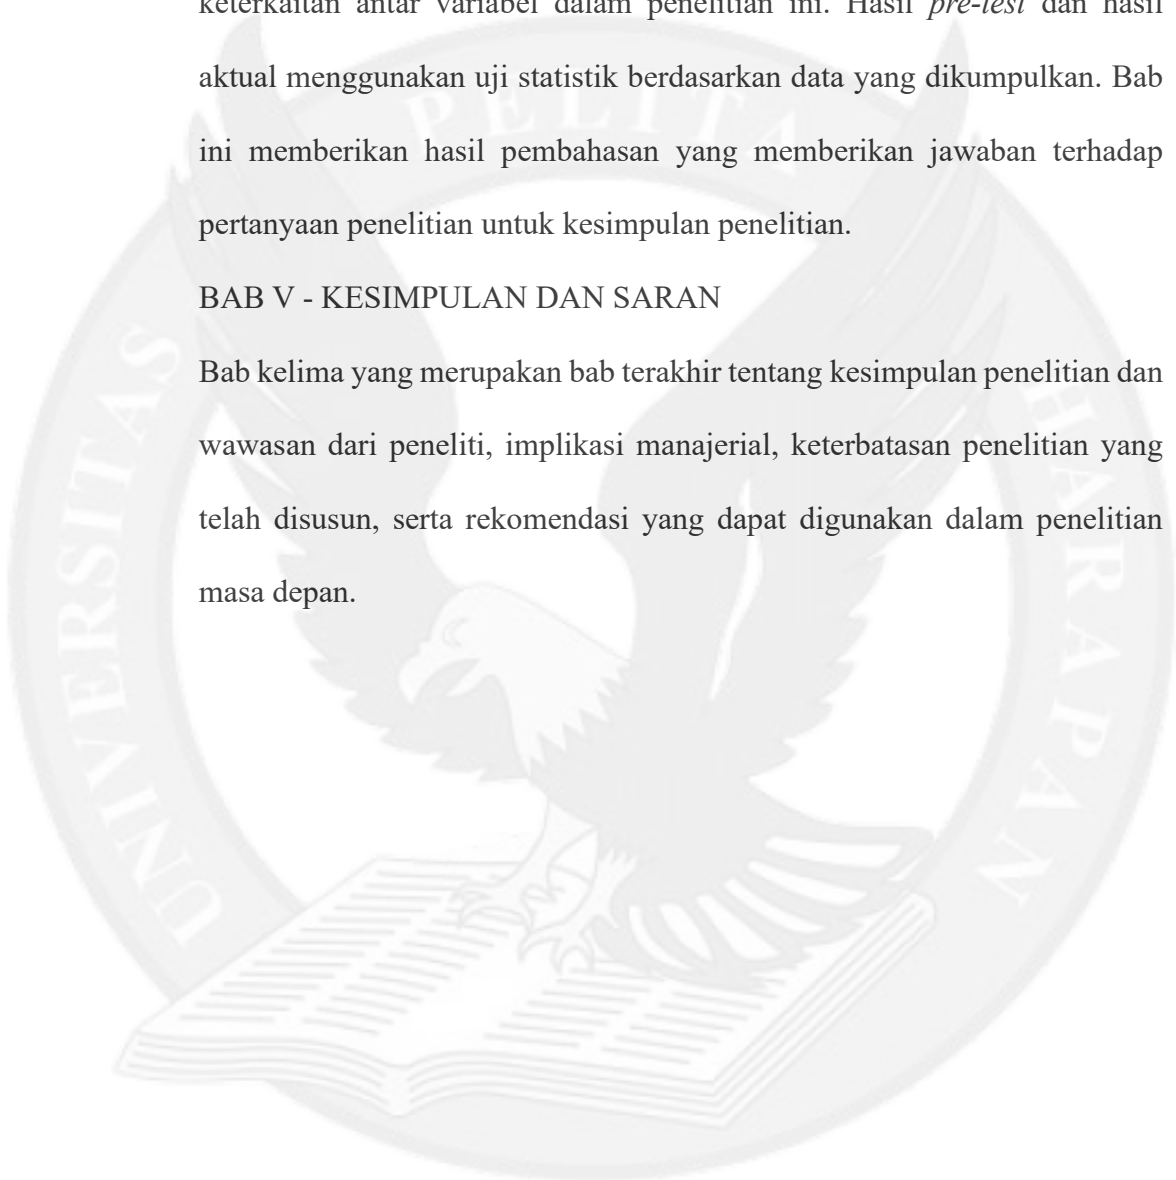 keterkaitan antar variabel dalam penelitian ini. Hasil pre-test dan hasil
aktual menggunakan uji statistik berdasarkan data yang dikumpulkan. Bab
ini memberikan hasil pembahasan yang memberikan jawaban terhadap
pertanyaan penelitian untuk kesimpulan penelitian.
BAB V - KESIMPULAN DAN SARAN
Bab kelima yang merupakan bab terakhir tentang kesimpulan penelitian dan
wawasan dari peneliti, implikasi manajerial, keterbatasan penelitian yang
telah disusun, serta rekomendasi yang dapat digunakan dalam penelitian
masa depan.
UNIVERSITAS
PELITA
HARAPAN